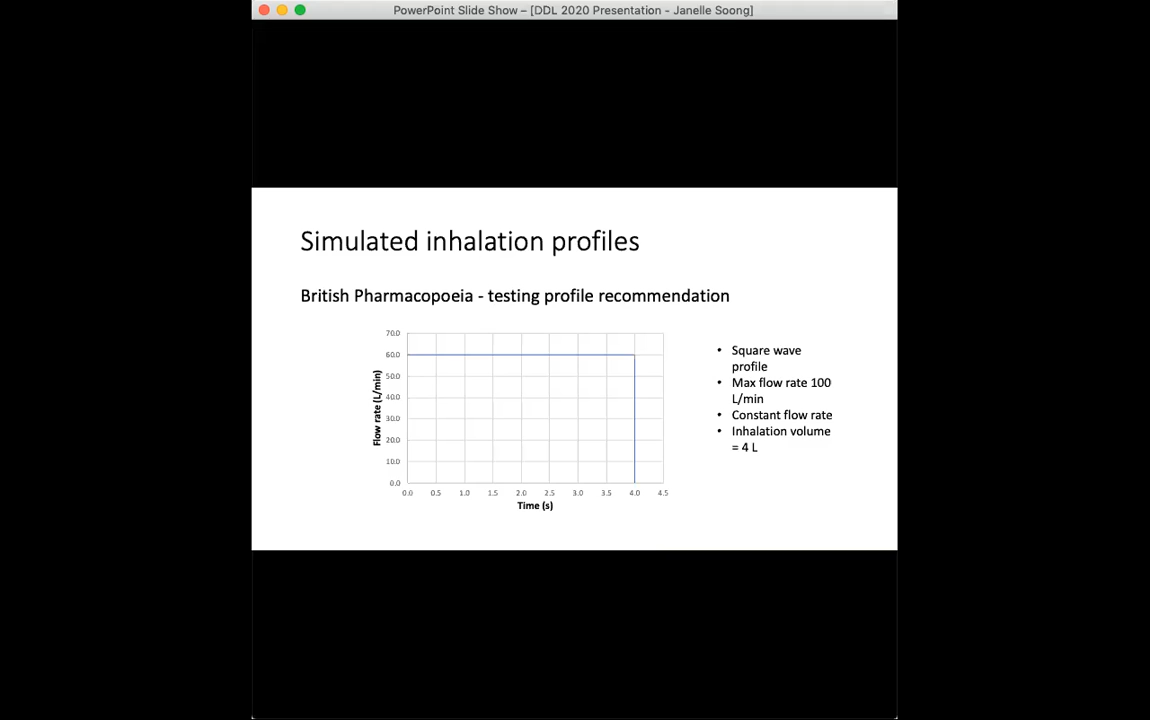 PowerPoint Slide Show – [DDL 2020 Presentation - Janelle Soong]
Simulated inhalation profiles
British Pharmacopoeia - testing profile recommendation
70.0
60.0
50.0
40.0
30.0
20.0
10.0
0.0
Flow rate (L/min)
0.0 0.5 1.0 1.5 2.0 2.5 3.0 3.5 4.0 4.5
Time (s)
• Square wave
profile
• Max flow rate 100
L/min
• Constant flow rate
• Inhalation volume
= 4 L